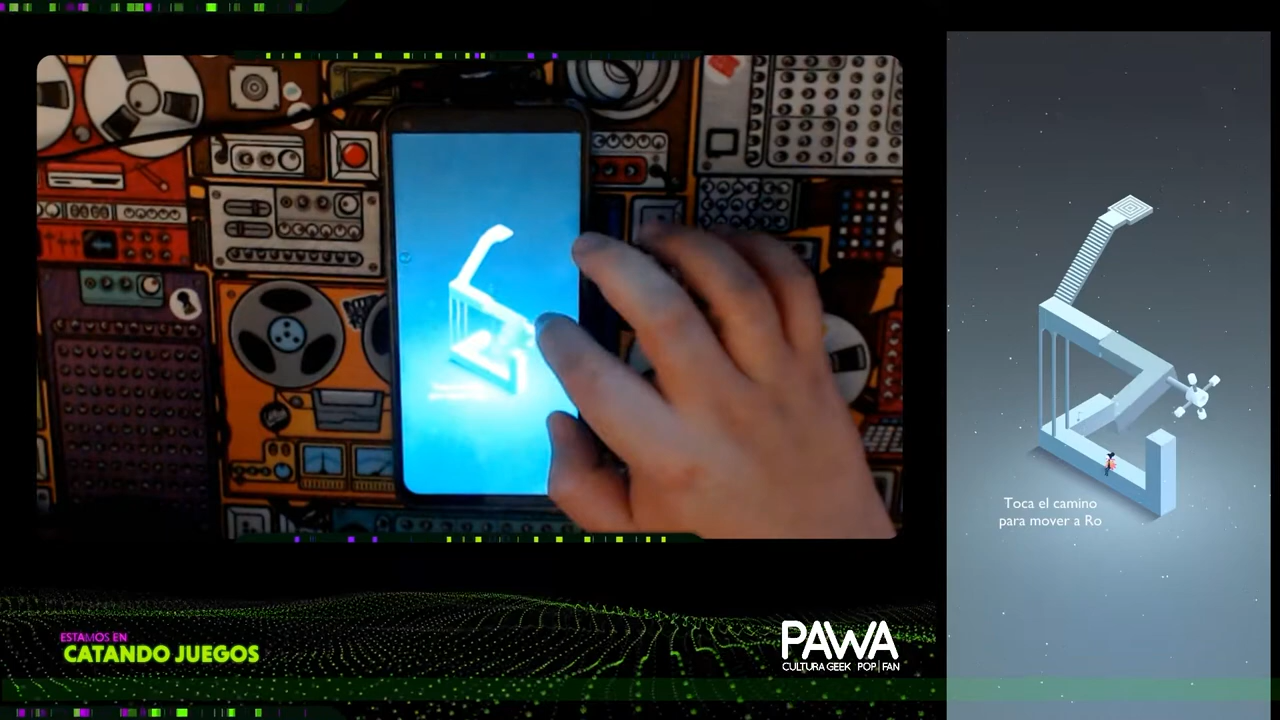 Toca el camino
para mover a Ro
ESTAMOS EN
CATANDO JUEGOS
PAWA
CULTURA GEEK POP FAN